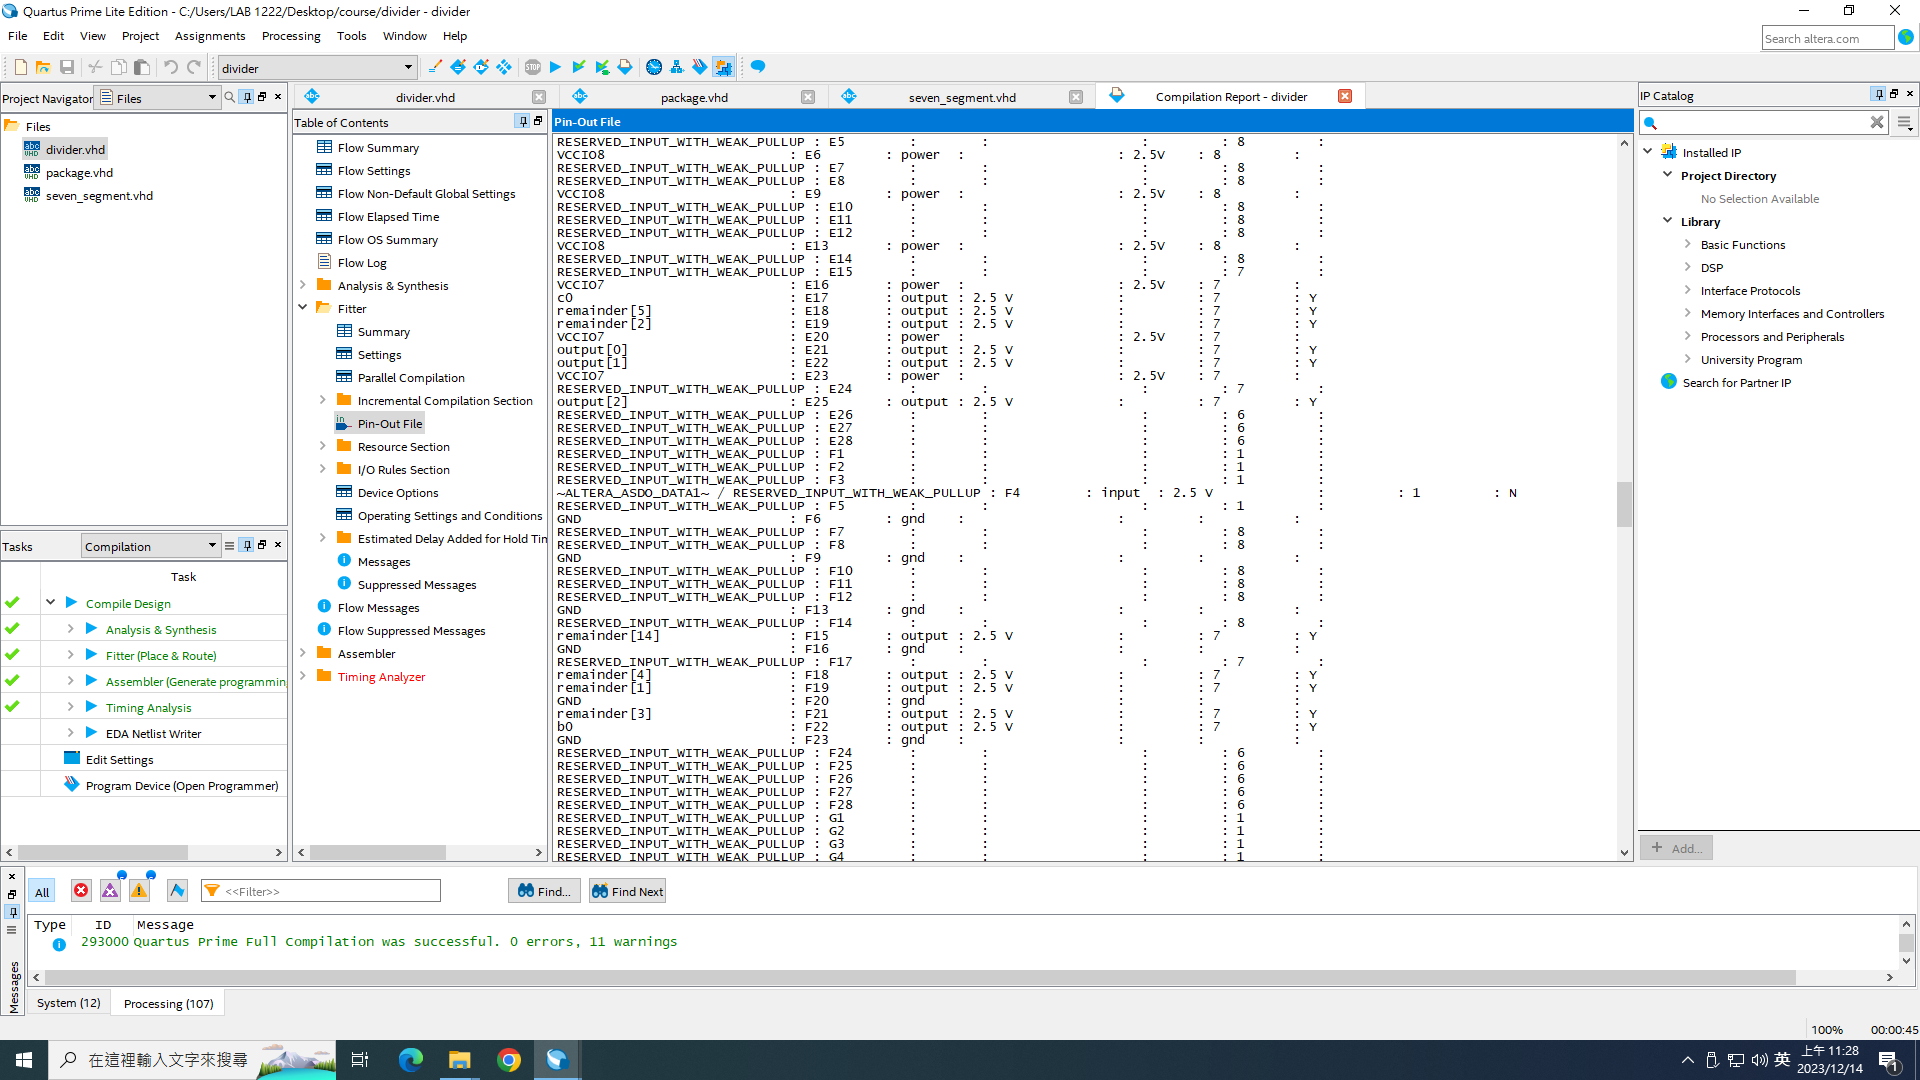 Quartus Prime Lite Edition - C:/Users/LAB 1222/Desktop/course/divider - divider
File Edit View Project Assignments Processing Tools Window Help
Search altera.com
divider
Project Navigator Files
divider.vhd
package.vhd
seven_segment.vhd
Compilation Report - divider
IP Catalog
Files
divider.vhd
package.vhd
seven_segment.vhd
Tasks Compilation
Task
Compile Design
Analysis & Synthesis
Fitter (Place & Route)
Assembler (Generate programmin
Timing Analysis
EDA Netlist Writer
Edit Settings
Program Device (Open Programmer)
Table of Contents
Flow Summary
Flow Settings
Flow Non-Default Global Settings
Flow Elapsed Time
Flow OS Summary
Flow Log
Analysis & Synthesis
Fitter
Summary
Settings
Parallel Compilation
Incremental Compilation Section
Pin-Out File
Resource Section
I/O Rules Section
Device Options
Operating Settings and Conditions
Estimated Delay Added for Hold Tin
Messages
Suppressed Messages
Flow Messages
Flow Suppressed Messages
Assembler
Timing Analyzer
Pin-Out File
RESERVED_INPUT_WITH_WEAK_PULLUP : E5 : : : : 8 :
VCCIO8 : E6 : power : : 2.5V : 8 :
RESERVED_INPUT_WITH_WEAK_PULLUP : E7 : : : : 8 :
RESERVED_INPUT_WITH_WEAK_PULLUP : E8 : : : : 8 :
VCCIO8 : E9 : power : : 2.5V : 8 :
RESERVED_INPUT_WITH_WEAK_PULLUP : E10 : : : : 8 :
RESERVED_INPUT_WITH_WEAK_PULLUP : E11 : : : : 8 :
RESERVED_INPUT_WITH_WEAK_PULLUP : E12 : : : : 8 :
VCCIO8 : E13 : power : : 2.5V : 8 :
RESERVED_INPUT_WITH_WEAK_PULLUP : E14 : : : : 8 :
RESERVED_INPUT_WITH_WEAK_PULLUP : E15 : : : : 7 :
VCCIO7 : E16 : power : : 2.5V : 7 :
c0 : E17 : output : 2.5 V : : 7 : Y
remainder[5] : E18 : output : 2.5 V : : 7 : Y
remainder[2] : E19 : output : 2.5 V : : 7 : Y
VCCIO7 : E20 : power : : 2.5V : 7 :
output[0] : E21 : output : 2.5 V : : 7 : Y
output[1] : E22 : output : 2.5 V : : 7 : Y
VCCIO7 : E23 : power : : 2.5V : 7 :
RESERVED_INPUT_WITH_WEAK_PULLUP : E24 : : : : 7 :
output[2] : E25 : output : 2.5 V : : 7 : Y
RESERVED_INPUT_WITH_WEAK_PULLUP : E26 : : : : 6 :
RESERVED_INPUT_WITH_WEAK_PULLUP : E27 : : : : 6 :
RESERVED_INPUT_WITH_WEAK_PULLUP : E28 : : : : 6 :
RESERVED_INPUT_WITH_WEAK_PULLUP : F1 : : : : 1 :
RESERVED_INPUT_WITH_WEAK_PULLUP : F2 : : : : 1 :
RESERVED_INPUT_WITH_WEAK_PULLUP : F3 : : : : 1 :
~ALTERA_ASDO_DATA1~ / RESERVED_INPUT_WITH_WEAK_PULLUP : F4 : input : 2.5 V : : 1 : N
RESERVED_INPUT_WITH_WEAK_PULLUP : F5 : : : : 1 :
GND : F6 : gnd : : : :
RESERVED_INPUT_WITH_WEAK_PULLUP : F7 : : : : 8 :
RESERVED_INPUT_WITH_WEAK_PULLUP : F8 : : : : 8 :
GND : F9 : gnd : : : :
RESERVED_INPUT_WITH_WEAK_PULLUP : F10 : : : : 8 :
RESERVED_INPUT_WITH_WEAK_PULLUP : F11 : : : : 8 :
RESERVED_INPUT_WITH_WEAK_PULLUP : F12 : : : : 8 :
GND : F13 : gnd : : : :
RESERVED_INPUT_WITH_WEAK_PULLUP : F14 : : : : 8 :
remainder[14] : F15 : output : 2.5 V : : 7 : Y
GND : F16 : gnd : : : :
RESERVED_INPUT_WITH_WEAK_PULLUP : F17 : : : : 7 :
remainder[4] : F18 : output : 2.5 V : : 7 : Y
remainder[1] : F19 : output : 2.5 V : : 7 : Y
GND : F20 : gnd : : : :
remainder[3] : F21 : output : 2.5 V : : 7 : Y
b0 : F22 : output : 2.5 V : : 7 : Y
GND : F23 : gnd : : : :
RESERVED_INPUT_WITH_WEAK_PULLUP : F24 : : : : 6 :
RESERVED_INPUT_WITH_WEAK_PULLUP : F25 : : : : 6 :
RESERVED_INPUT_WITH_WEAK_PULLUP : F26 : : : : 6 :
RESERVED_INPUT_WITH_WEAK_PULLUP : F27 : : : : 6 :
RESERVED_INPUT_WITH_WEAK_PULLUP : F28 : : : : 6 :
RESERVED_INPUT_WITH_WEAK_PULLUP : G1 : : : : 1 :
RESERVED_INPUT_WITH_WEAK_PULLUP : G2 : : : : 1 :
RESERVED_INPUT_WITH_WEAK_PULLUP : G3 : : : : 1 :
RESERVED_INPUT_WITH_WEAK_PULLUP : G4 : : : : 1 :
Installed IP
Project Directory
No Selection Available
Library
Basic Functions
DSP
Interface Protocols
Memory Interfaces and Controllers
Processors and Peripherals
University Program
Search for Partner IP
+ Add...
All <<Filter>> Find... Find Next
Type ID Message
293000 Quartus Prime Full Compilation was successful. 0 errors, 11 warnings
Messages
System (12) Processing (107)
100% 00:00:45
在這裡輸入文字來搜尋
英
上午 11:28
2023/12/14
1